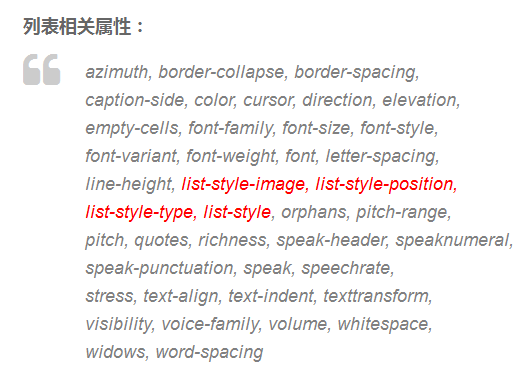 列表相关属性：
azimuth, border-collapse, border-spacing,
caption-side, color, cursor, direction, elevation,
empty-cells, font-family, font-size, font-style,
font-variant, font-weight, font, letter-spacing,
line-height, list-style-image, list-style-position,
list-style-type, list-style, orphans, pitch-range,
pitch, quotes, richness, speak-header, speaknumeral,
speak-punctuation, speak, speechrate,
stress, text-align, text-indent, texttransform,
visibility, voice-family, volume, whitespace,
widows, word-spacing